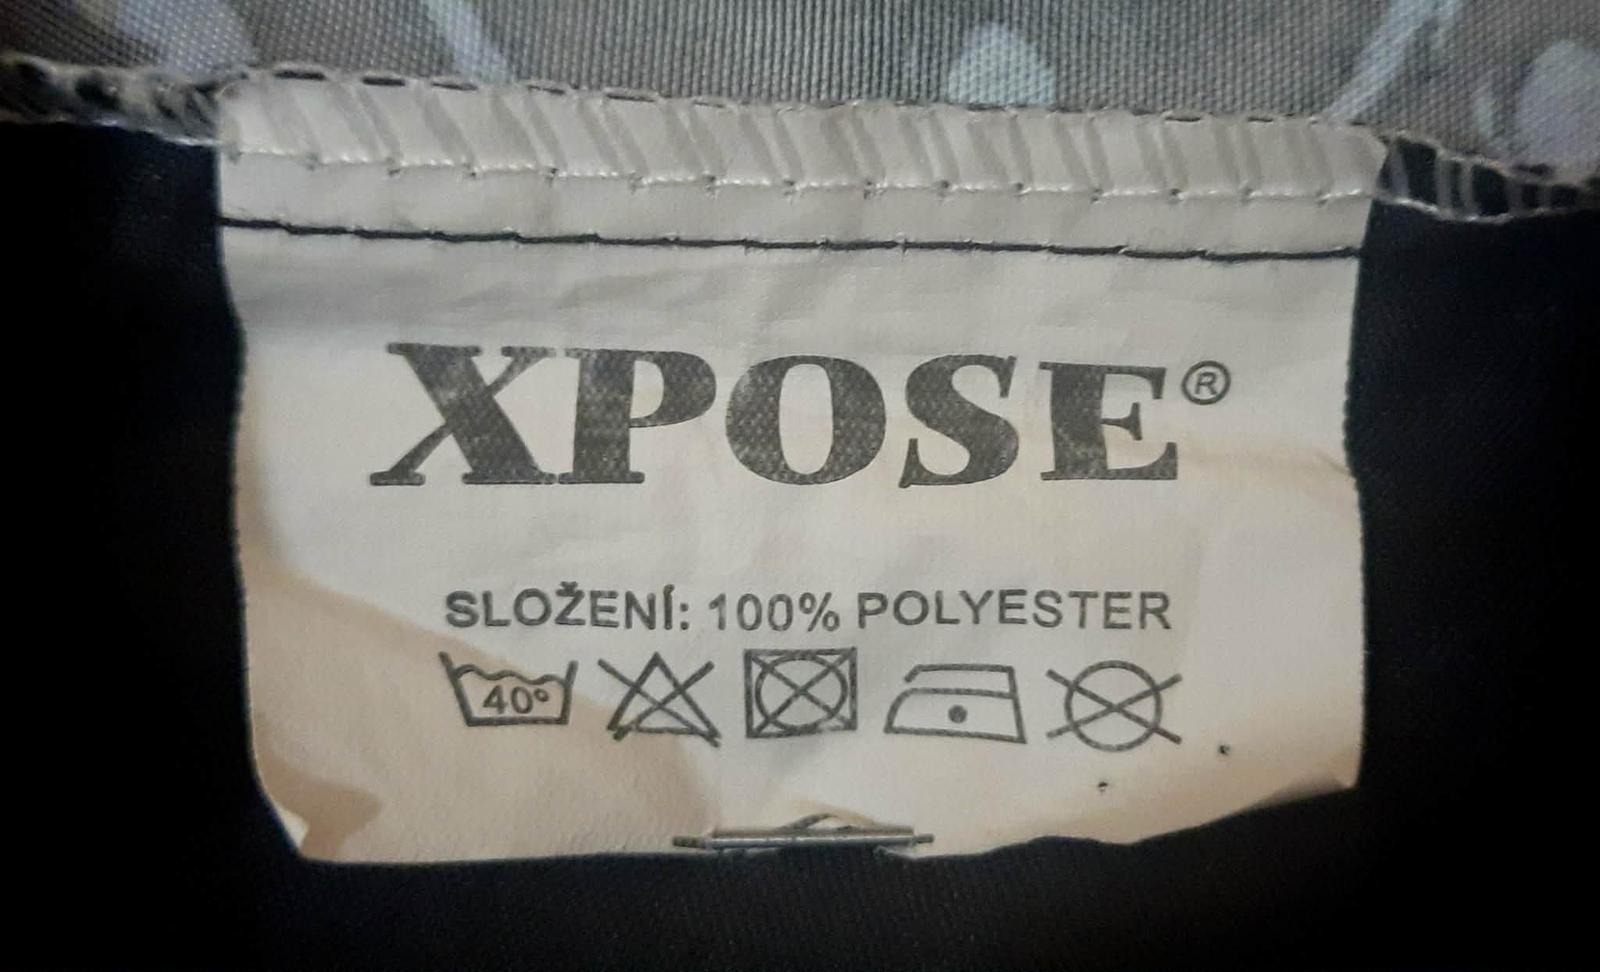 XPOSE®
SLOŽENÍ: 100% POLYESTER
40°